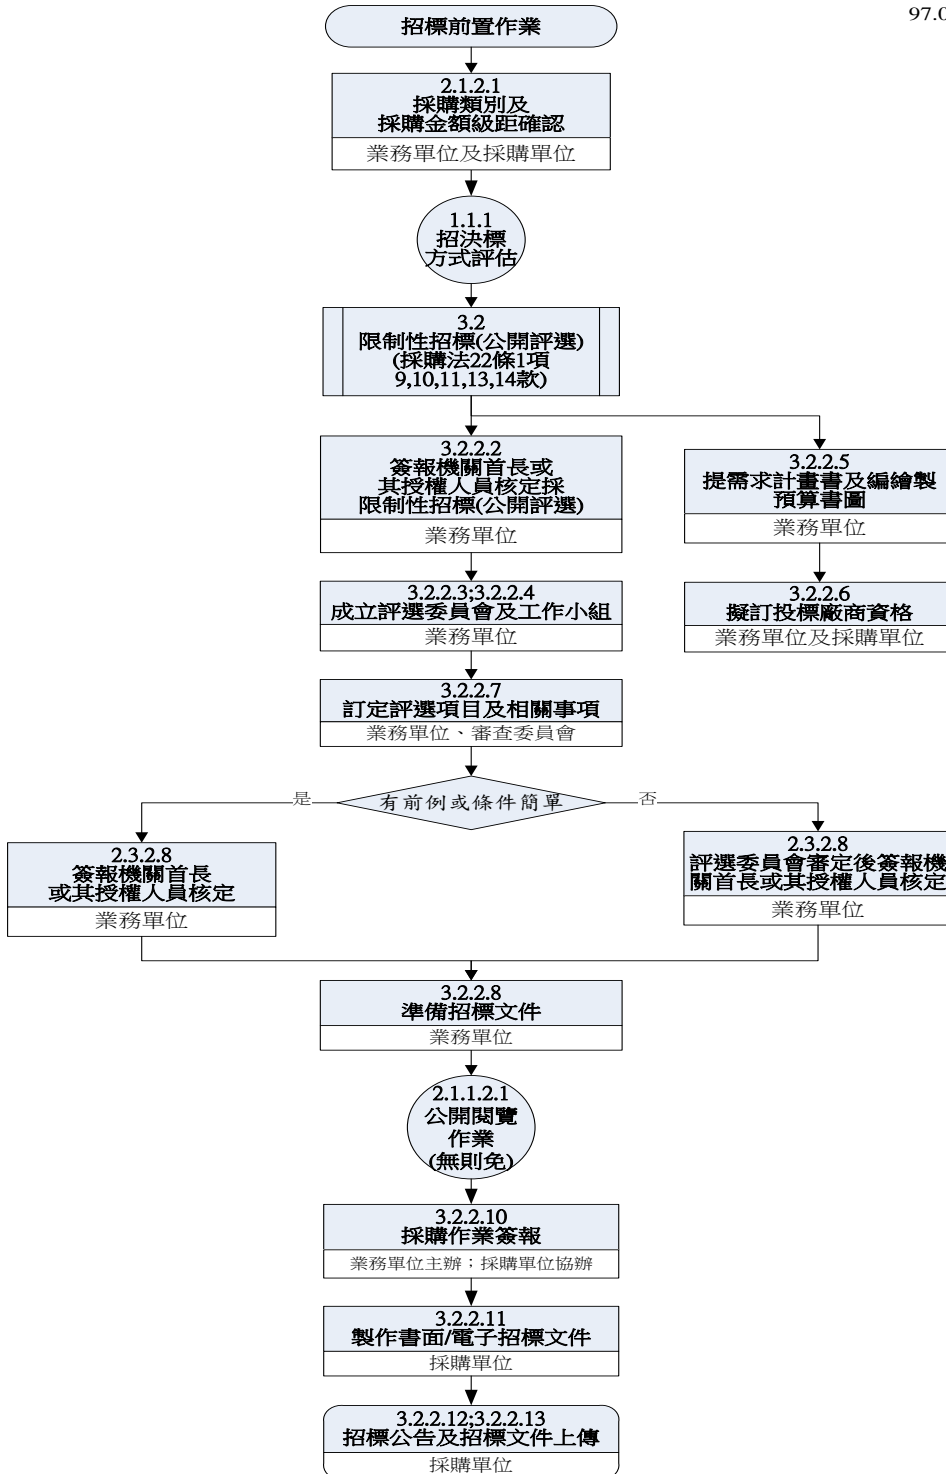 97.0
招標前置作業
2.1.2.1
採購類別及
採購金額級距確認
業務單位及採購單位
1.1.1
招決標
方式評估
3.2
限制性招標(公開評選)
(採購法22條1項
9,10,11,13,14款)
3.2.2.2
簽報機關首長或
其授權人員核定採
限制性招標(公開評選)
業務單位
3.2.2.5
提需求計畫書及編繪製
預算書圖
業務單位
3.2.2.3;3.2.2.4
成立評選委員會及工作小組
業務單位
3.2.2.6
擬訂投標廠商資格
業務單位及採購單位
3.2.2.7
訂定評選項目及相關事項
業務單位、審查委員會
是
有前例或條件簡單
否
2.3.2.8
簽報機關首長
或其授權人員核定
業務單位
2.3.2.8
評選委員會審定後簽報機
關首長或其授權人員核定
業務單位
3.2.2.8
準備招標文件
業務單位
2.1.1.2.1
公開閱覽
作業
(無則免)
3.2.2.10
採購作業簽報
業務單位主辦；採購單位協辦
3.2.2.11
製作書面/電子招標文件
採購單位
3.2.2.12;3.2.2.13
招標公告及招標文件上傳
採購單位